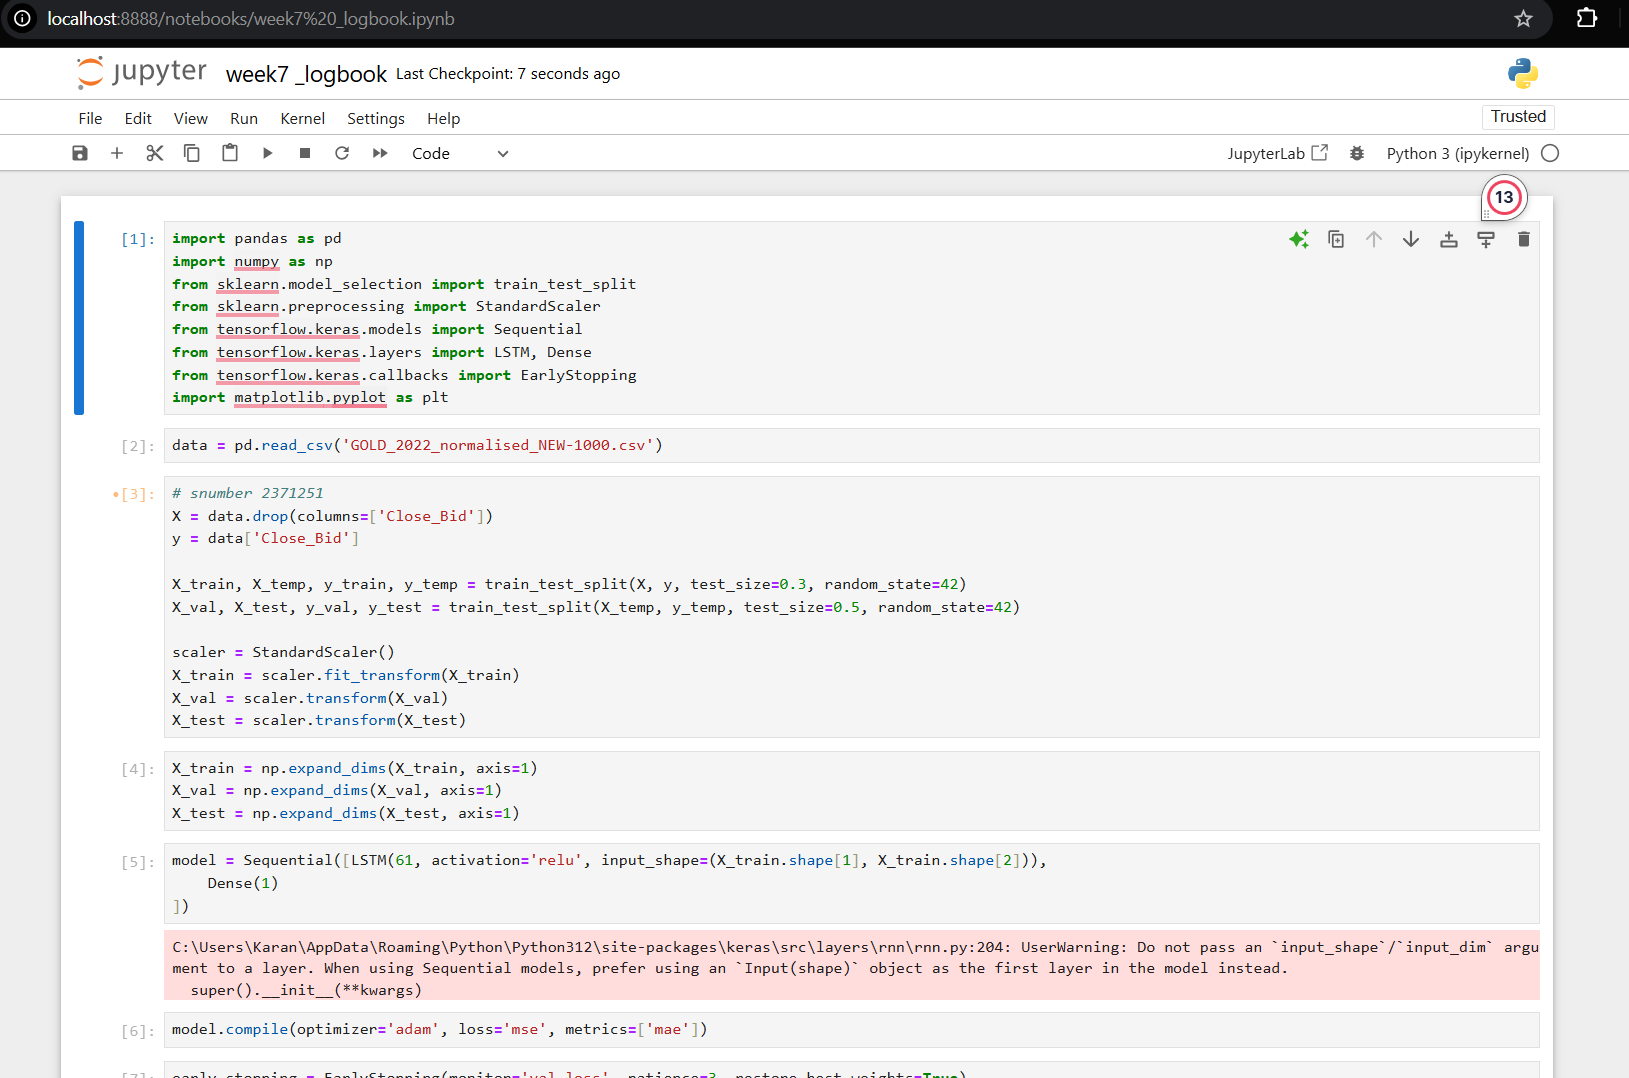 localhost:8888/notebooks/week7%20_logbook.ipynb
jupyter week7 _logbook Last Checkpoint: 7 seconds ago
File Edit View Run Kernel Settings Help
Trusted
Code
JupyterLab Python 3 (ipykernel)
13
[1]:
import pandas as pd
import numpy as np
from sklearn.model_selection import train_test_split
from sklearn.preprocessing import StandardScaler
from tensorflow.keras.models import Sequential
from tensorflow.keras.layers import LSTM, Dense
from tensorflow.keras.callbacks import EarlyStopping
import matplotlib.pyplot as plt
[2]:
data = pd.read_csv('GOLD_2022_normalised_NEW-1000.csv')
•[3]:
# snumber 2371251
X = data.drop(columns=['Close_Bid'])
y = data['Close_Bid']
X_train, X_temp, y_train, y_temp = train_test_split(X, y, test_size=0.3, random_state=42)
X_val, X_test, y_val, y_test = train_test_split(X_temp, y_temp, test_size=0.5, random_state=42)
scaler = StandardScaler()
X_train = scaler.fit_transform(X_train)
X_val = scaler.transform(X_val)
X_test = scaler.transform(X_test)
[4]:
X_train = np.expand_dims(X_train, axis=1)
X_val = np.expand_dims(X_val, axis=1)
X_test = np.expand_dims(X_test, axis=1)
[5]:
model = Sequential([LSTM(61, activation='relu', input_shape=(X_train.shape[1], X_train.shape[2])),
Dense(1)
])
C:\Users\Karan\AppData\Roaming\Python\Python312\site-packages\keras\src\layers\rnn\rnn.py:204: UserWarning: Do not pass an `input_shape`/`input_dim` argu
ment to a layer. When using Sequential models, prefer using an `Input(shape)` object as the first layer in the model instead.
super().__init__(**kwargs)
[6]:
model.compile(optimizer='adam', loss='mse', metrics=['mae'])
[7]:
early_stopping = EarlyStopping(monitor='val_loss', patience=3, restore_best_weights=True)